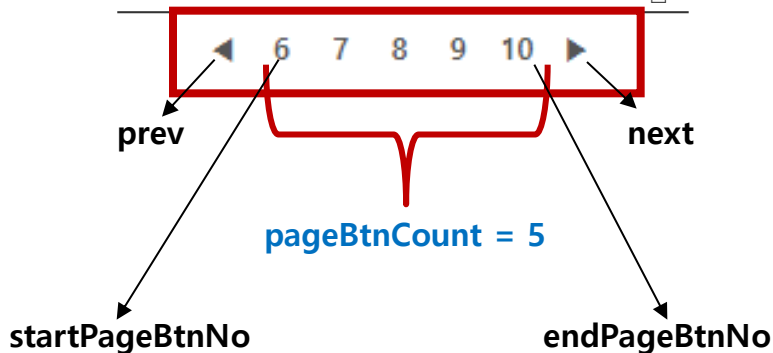 ◀ 6 7 8 9 10 ▶
prev next
pageBtnCount = 5
startPageBtnNo endPageBtnNo